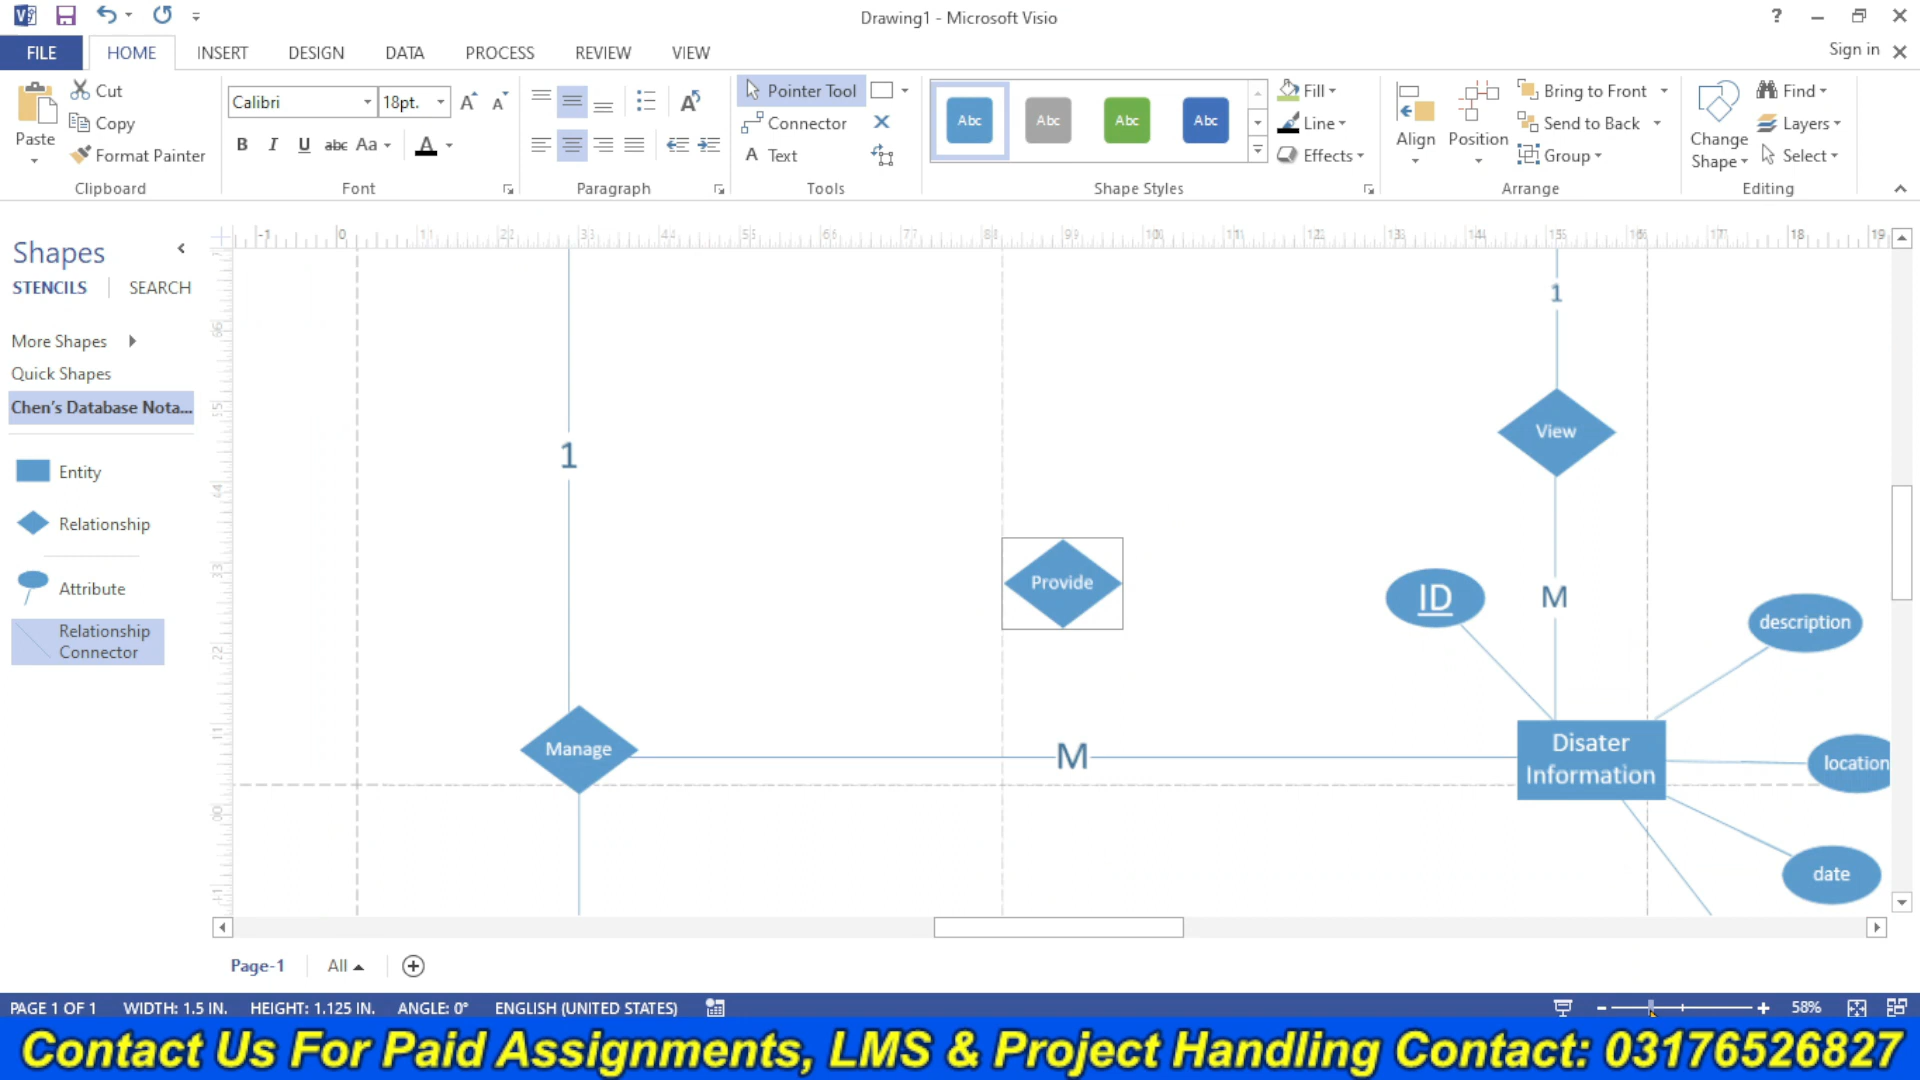 Drawing1 - Microsoft Visio
?
FILE HOME INSERT DESIGN DATA PROCESS REVIEW VIEW Sign in
Paste
Cut
Copy
Format Painter
Clipboard
Calibri 18pt.
B I U abc Aa A
Font
Paragraph
Pointer Tool
Connector
A Text
Tools
Abc Abc Abc Abc
Shape Styles
Fill
Line
Effects
Align
Position
Bring to Front
Send to Back
Group
Arrange
Change Shape
Find
Layers
Select
Editing
Shapes
STENCILS SEARCH
More Shapes
Quick Shapes
Chen's Database Nota...
Entity
Relationship
Attribute
Relationship
Connector
1
View
1
Provide
ID
M
description
Manage
M
Disater
Information
location
date
Page-1 All
PAGE 1 OF 1 WIDTH: 1.5 IN. HEIGHT: 1.125 IN. ANGLE: 0° ENGLISH (UNITED STATES) 58%
Contact Us For Paid Assignments, LMS & Project Handling Contact: 03176526827